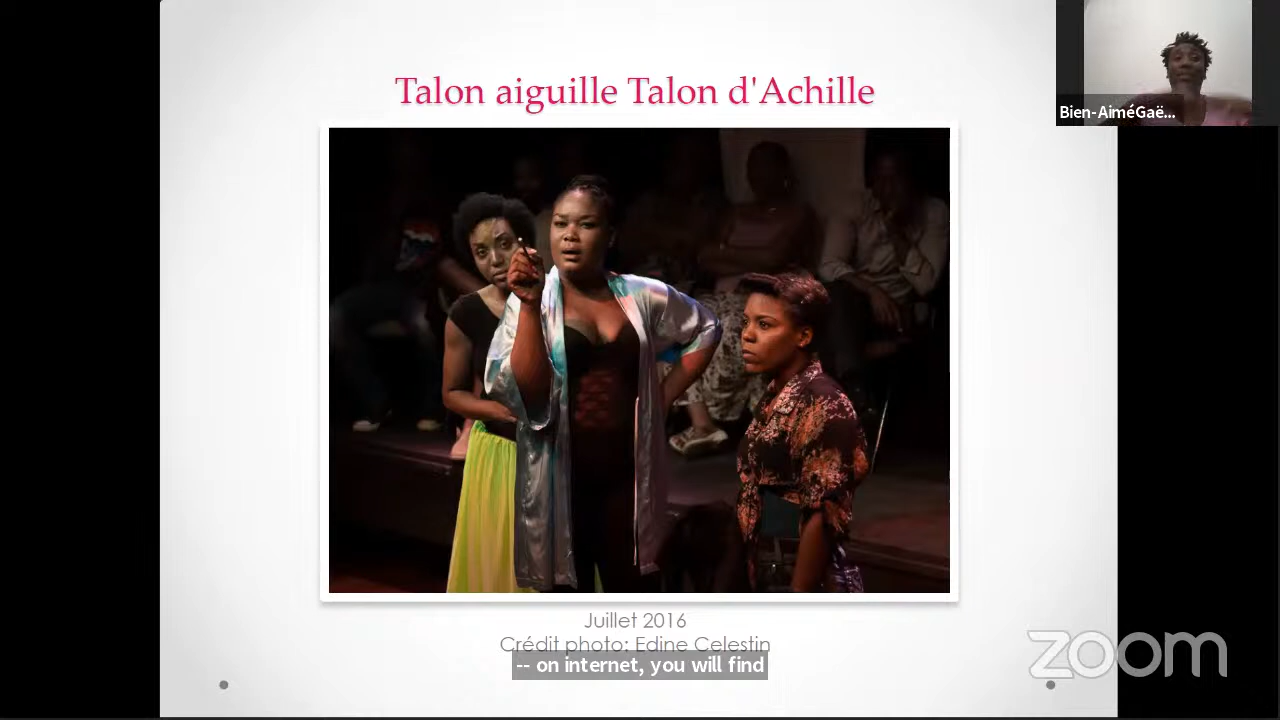 Talon aiguille Talon d'Achille
Bien-AiméGaë...
Juillet 2016
Crédit photo: Edine Celestin
-- on internet, you will find
zoom